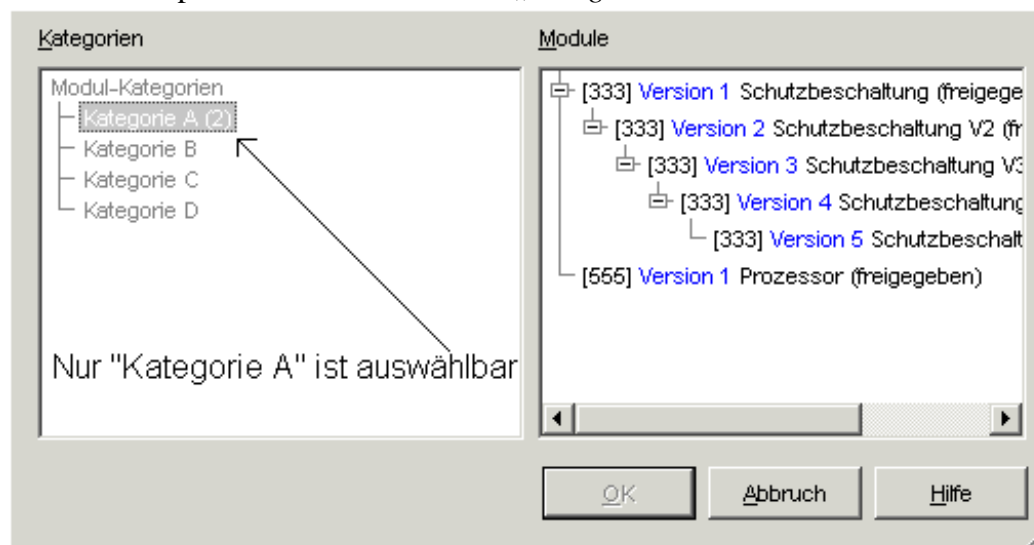 Kategorien
Modul-Kategorien
Kategorie A (2)
Kategorie B
Kategorie C
Kategorie D
Nur "Kategorie A" ist auswählbar
Module
[333] Version 1 Schutzbeschaltung (freigege
[333] Version 2 Schutzbeschaltung V2 (fr
[333] Version 3 Schutzbeschaltung V3
[333] Version 4 Schutzbeschaltung
[333] Version 5 Schutzbeschalt
[555] Version 1 Prozessor (freigegeben)
OK
Abbruch
Hilfe